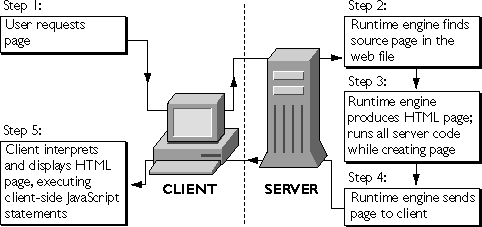 Step 1:
User requests
page
Step 2:
Runtime engine finds
source page in the
web file
Step 3:
Runtime engine
produces HTML page;
runs all server code
while creating page
Step 4:
Runtime engine sends
page to client
Step 5:
Client interprets
and displays HTML
page, executing
client-side JavaScript
statements
CLIENT
SERVER